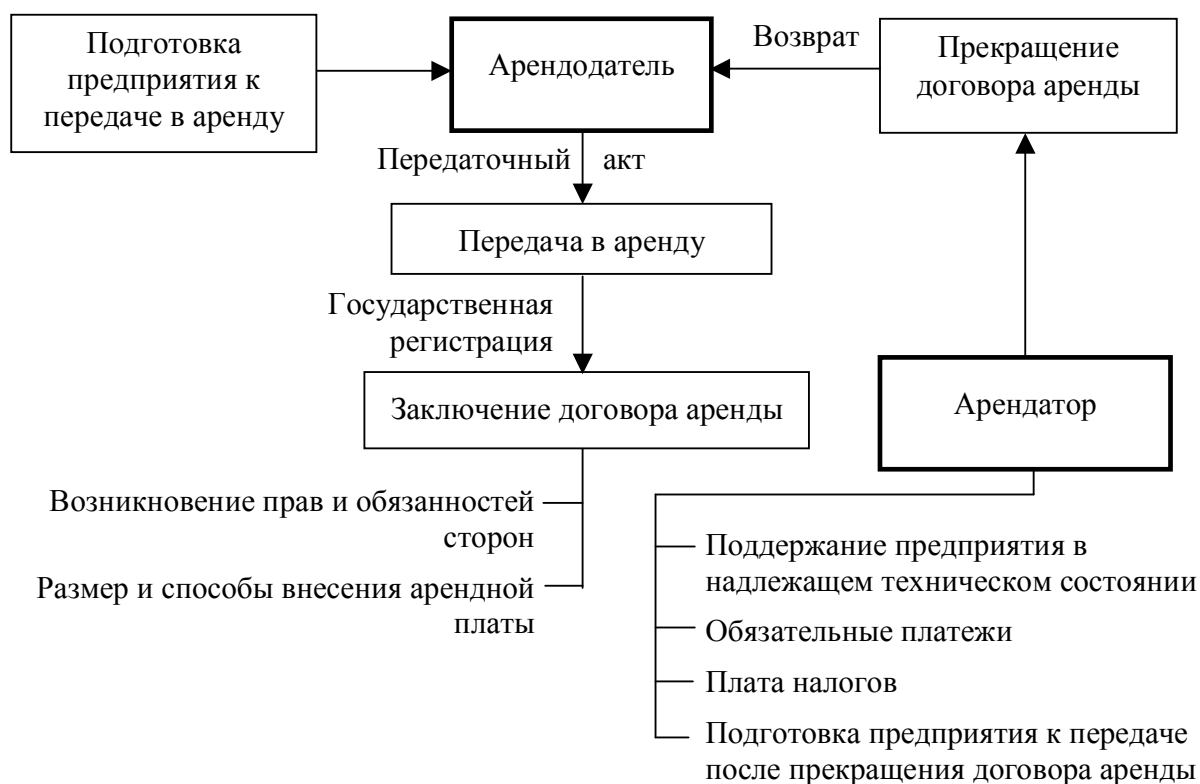 Подготовка
предприятия к
передаче в аренду
Арендодатель
Возврат
Прекращение
договора аренды
Передаточный акт
Передача в аренду
Государственная
регистрация
Заключение договора аренды
Арендатор
Возникновение прав и обязанностей
сторон
Размер и способы внесения арендной
платы
Поддержание предприятия в
надлежащем техническом состоянии
Обязательные платежи
Плата налогов
Подготовка предприятия к передаче
после прекращения договора аренды